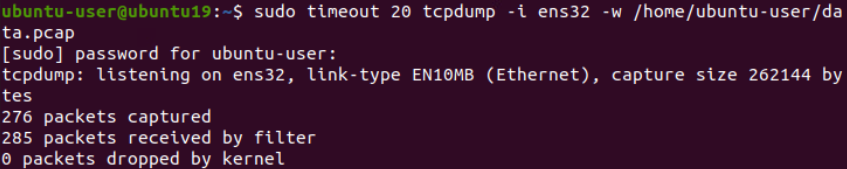 ubuntu-user@ubuntu19:~$ sudo timeout 20 tcpdump -i ens32 -w /home/ubuntu-user/da
ta.pcap
[sudo] password for ubuntu-user:
tcpdump: listening on ens32, link-type EN10MB (Ethernet), capture size 262144 by
tes
276 packets captured
285 packets received by filter
0 packets dropped by kernel